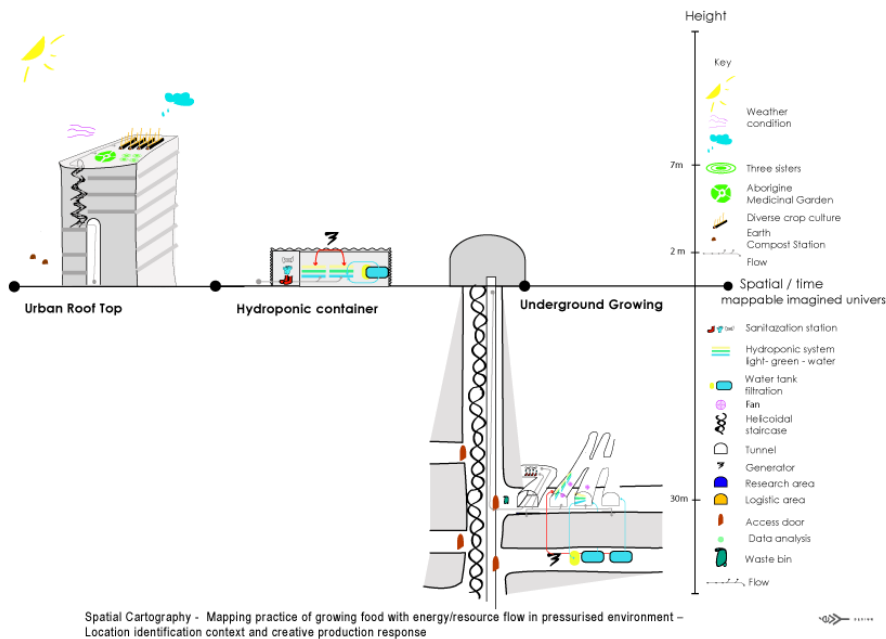 Height
Key
Weather
condition
7m
Three sisters
Aborigine
Medicinal Garden
Diverse crop culture
Earth
Compost Station
2 m
Flow
Spatial / time
mappable imagined univers
Urban Roof Top
Hydroponic container
Underground Growing
Sanitazation station
Hydroponic system
light- green - water
Water tank
filtration
Fan
Helicoidal
staircase
Tunnel
Generator
Research area
Logistic area
30m
Access door
Data analysis
Waste bin
Flow
Spatial Cartography - Mapping practice of growing food with energy/resource flow in pressurised environment –
Location identification context and creative production response